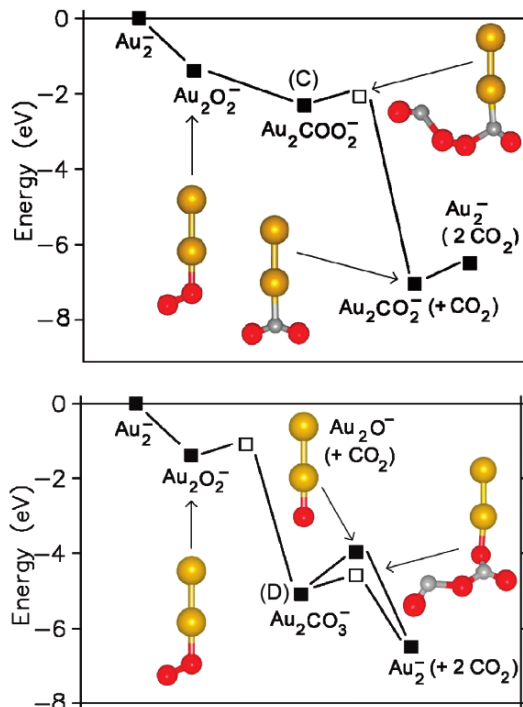 0
Au₂⁻
(C)
Au₂O₂⁻
−2
Au₂COO₂⁻
Energy (eV)
−4
Au₂⁻
−6
( 2 CO₂)
Au₂CO₂⁻ (+ CO₂)
−8
0
Au₂⁻
Au₂O⁻
(+ CO₂)
Au₂O₂⁻
−2
Energy (eV)
−4
(D)
Au₂CO₃⁻
−6
Au₂⁻ (+ 2 CO₂)
−8